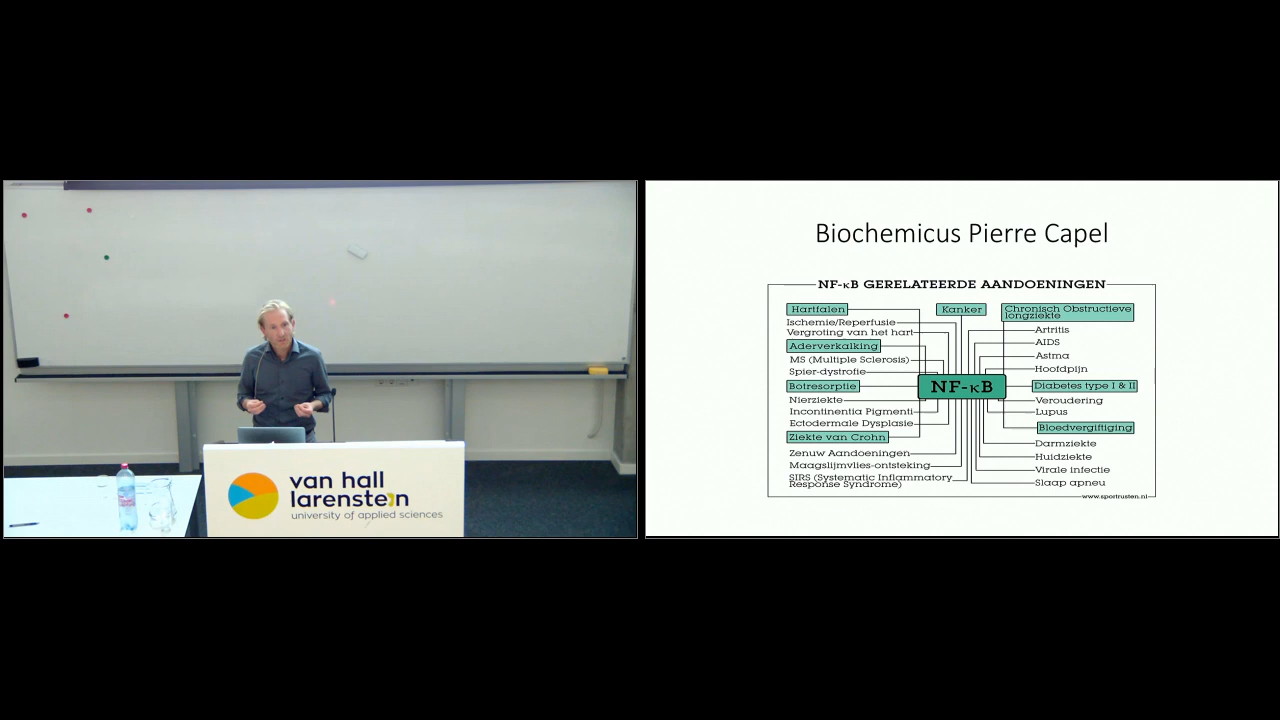 van hall
larenstein
university of applied sciences
Biochemicus Pierre Capel
NF-κB GERELATEERDE AANDOENINGEN
Hartfalen
Ischemie/Reperfusie
Vergroting van het hart
Aderverkalking
MS (Multiple Sclerosis)
Spier-dystrofie
Botresorptie
Nierziekte
Incontinentia Pigmenti
Ectodermale Dysplasie
Ziekte van Crohn
Zenuw Aandoeningen
Maagslijmvlies-ontsteking
SIRS (Systematic Inflammatory
Response Syndrome)
Kanker
NF-κB
Chronisch Obstructieve
longziekte
Artritis
AIDS
Astma
Hoofdpijn
Diabetes type I & II
Veroudering
Lupus
Bloedvergiftiging
Darmziekte
Huidziekte
Virale infectie
Slaap apneu
www.sportrusten.nl